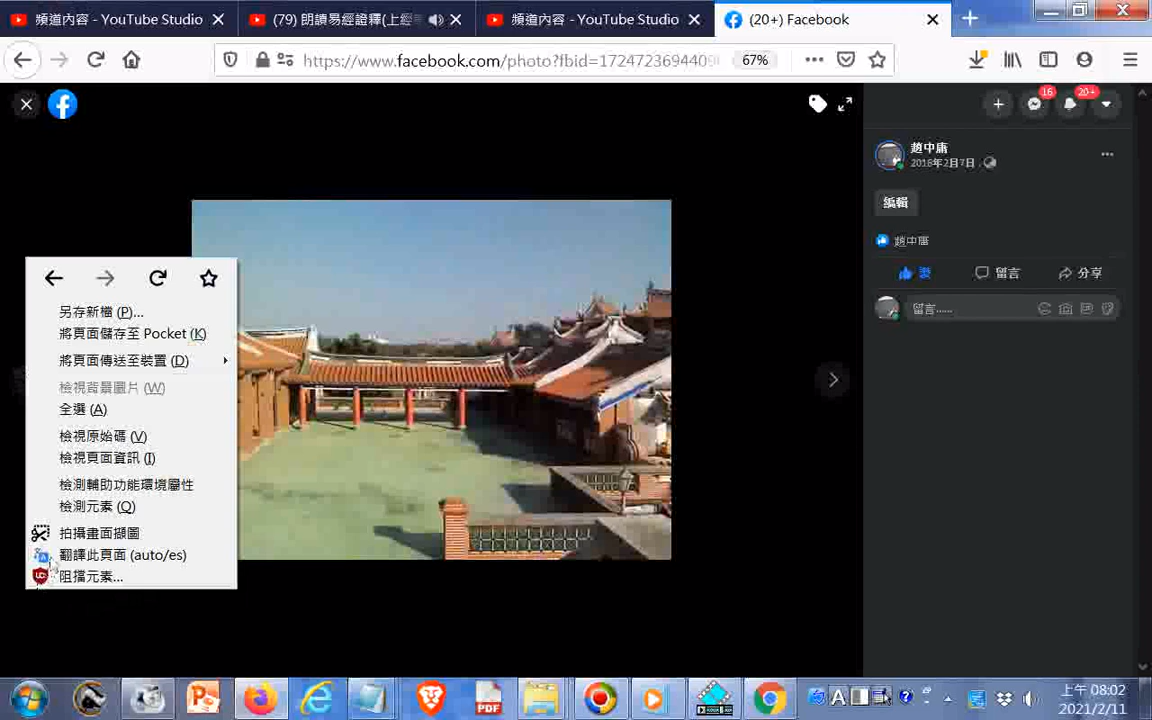 頻道內容 - YouTube Studio
(79) 朗讀易經證釋(上經
頻道內容 - YouTube Studio
(20+) Facebook
https://www.facebook.com/photo?fbid=172472369440
67%
16
20+
趙中庸
2016年2月7日
編輯
趙中庸
讚
留言
分享
留言......
另存新檔 (P)...
將頁面儲存至 Pocket (K)
將頁面傳送至裝置 (D)
檢視背景圖片 (W)
全選 (A)
檢視原始碼 (V)
檢視頁面資訊 (I)
檢測輔助功能環境屬性
檢測元素 (Q)
拍攝畫面擷圖
翻譯此頁面 (auto/es)
阻擋元素...
PDF
A
上午 08:02
2021/2/11